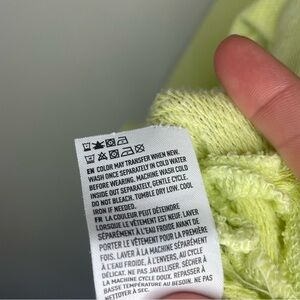 EN COLOR MAY TRANSFER WHEN NEW.
WASH ONCE SEPARATELY IN COLD WATER
BEFORE WEARING. MACHINE WASH COLD
INSIDE OUT SEPARATELY, GENTLE CYCLE.
DO NOT BLEACH. TUMBLE DRY LOW. COOL
IRON IF NEEDED.
FR LA COULEUR PEUT DÉTEINDRE
LORSQUE LE VÊTEMENT EST NEUF. LAVER
SÉPARÉMENT À L'EAU FROIDE AVANT DE
PORTER LE VÊTEMENT POUR LA PREMIÈRE
FOIS. LAVER À LA MACHINE SÉPARÉMENT
À L'EAU FROIDE, À L'ENVERS, AU CYCLE
DÉLICAT. NE PAS JAVELLISER. SÉCHER À
LA MACHINE CYCLE DOUX. REPASSER À
BASSE TEMPÉRATURE AU BESOIN. NE PAS
NETTOYER À SEC.